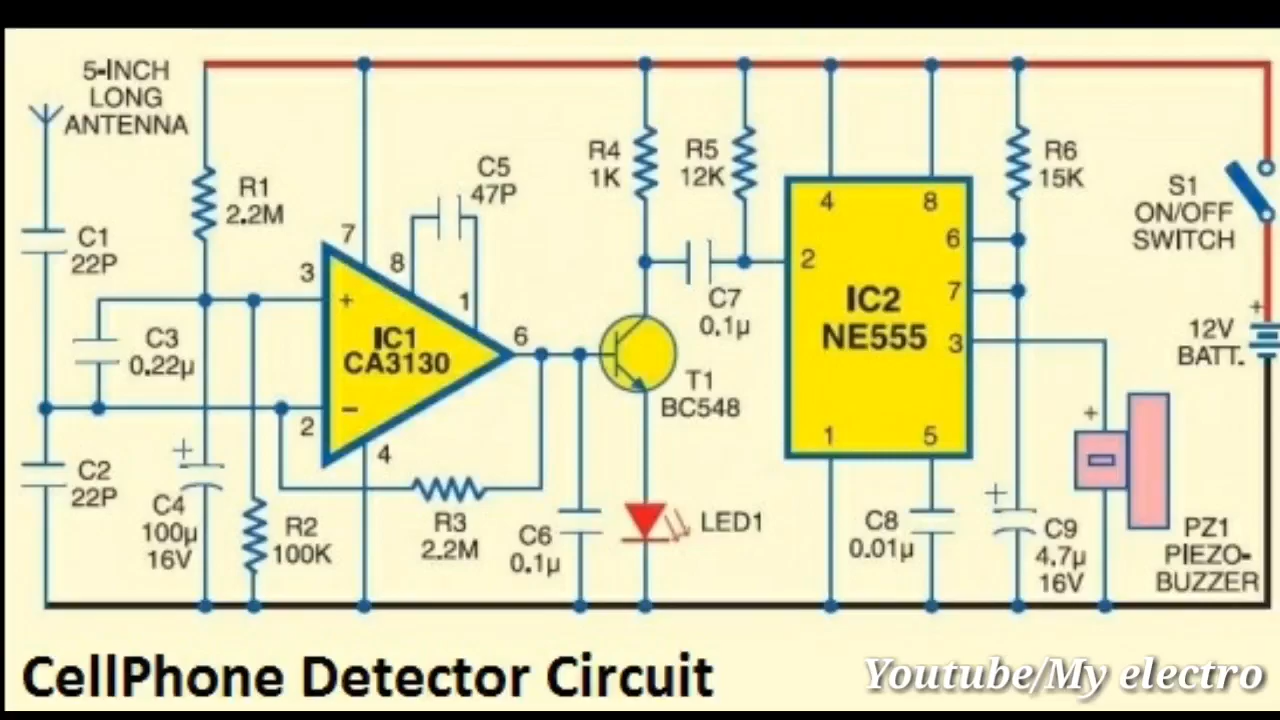 5-INCH
LONG
ANTENNA
C1
22P
C3
0.22µ
C2
22P
R1
2.2M
C4
100µ
16V
+
R2
100K
7
3
8
1
C5
47P
+
IC1
CA3130
−
2
4
6
R3
2.2M
C6
0.1µ
T1
BC548
LED1
R4
1K
R5
12K
C7
0.1µ
4
8
2
6
7
3
IC2
NE555
1
5
C8
0.01µ
R6
15K
+
C9
4.7µ
16V
S1
ON/OFF
SWITCH
+
12V
BATT.
+
PZ1
PIEZO-
BUZZER
CellPhone Detector Circuit
Youtube/My electro